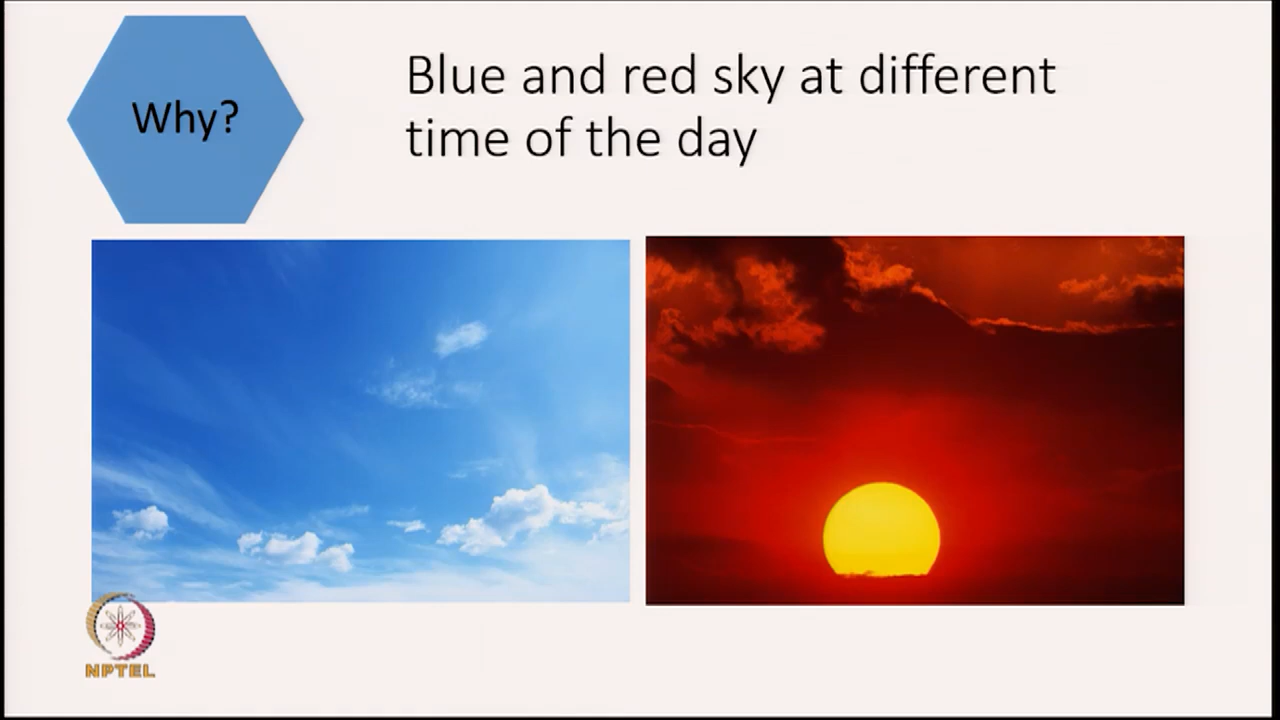 Why?
Blue and red sky at different
time of the day
NPTEL